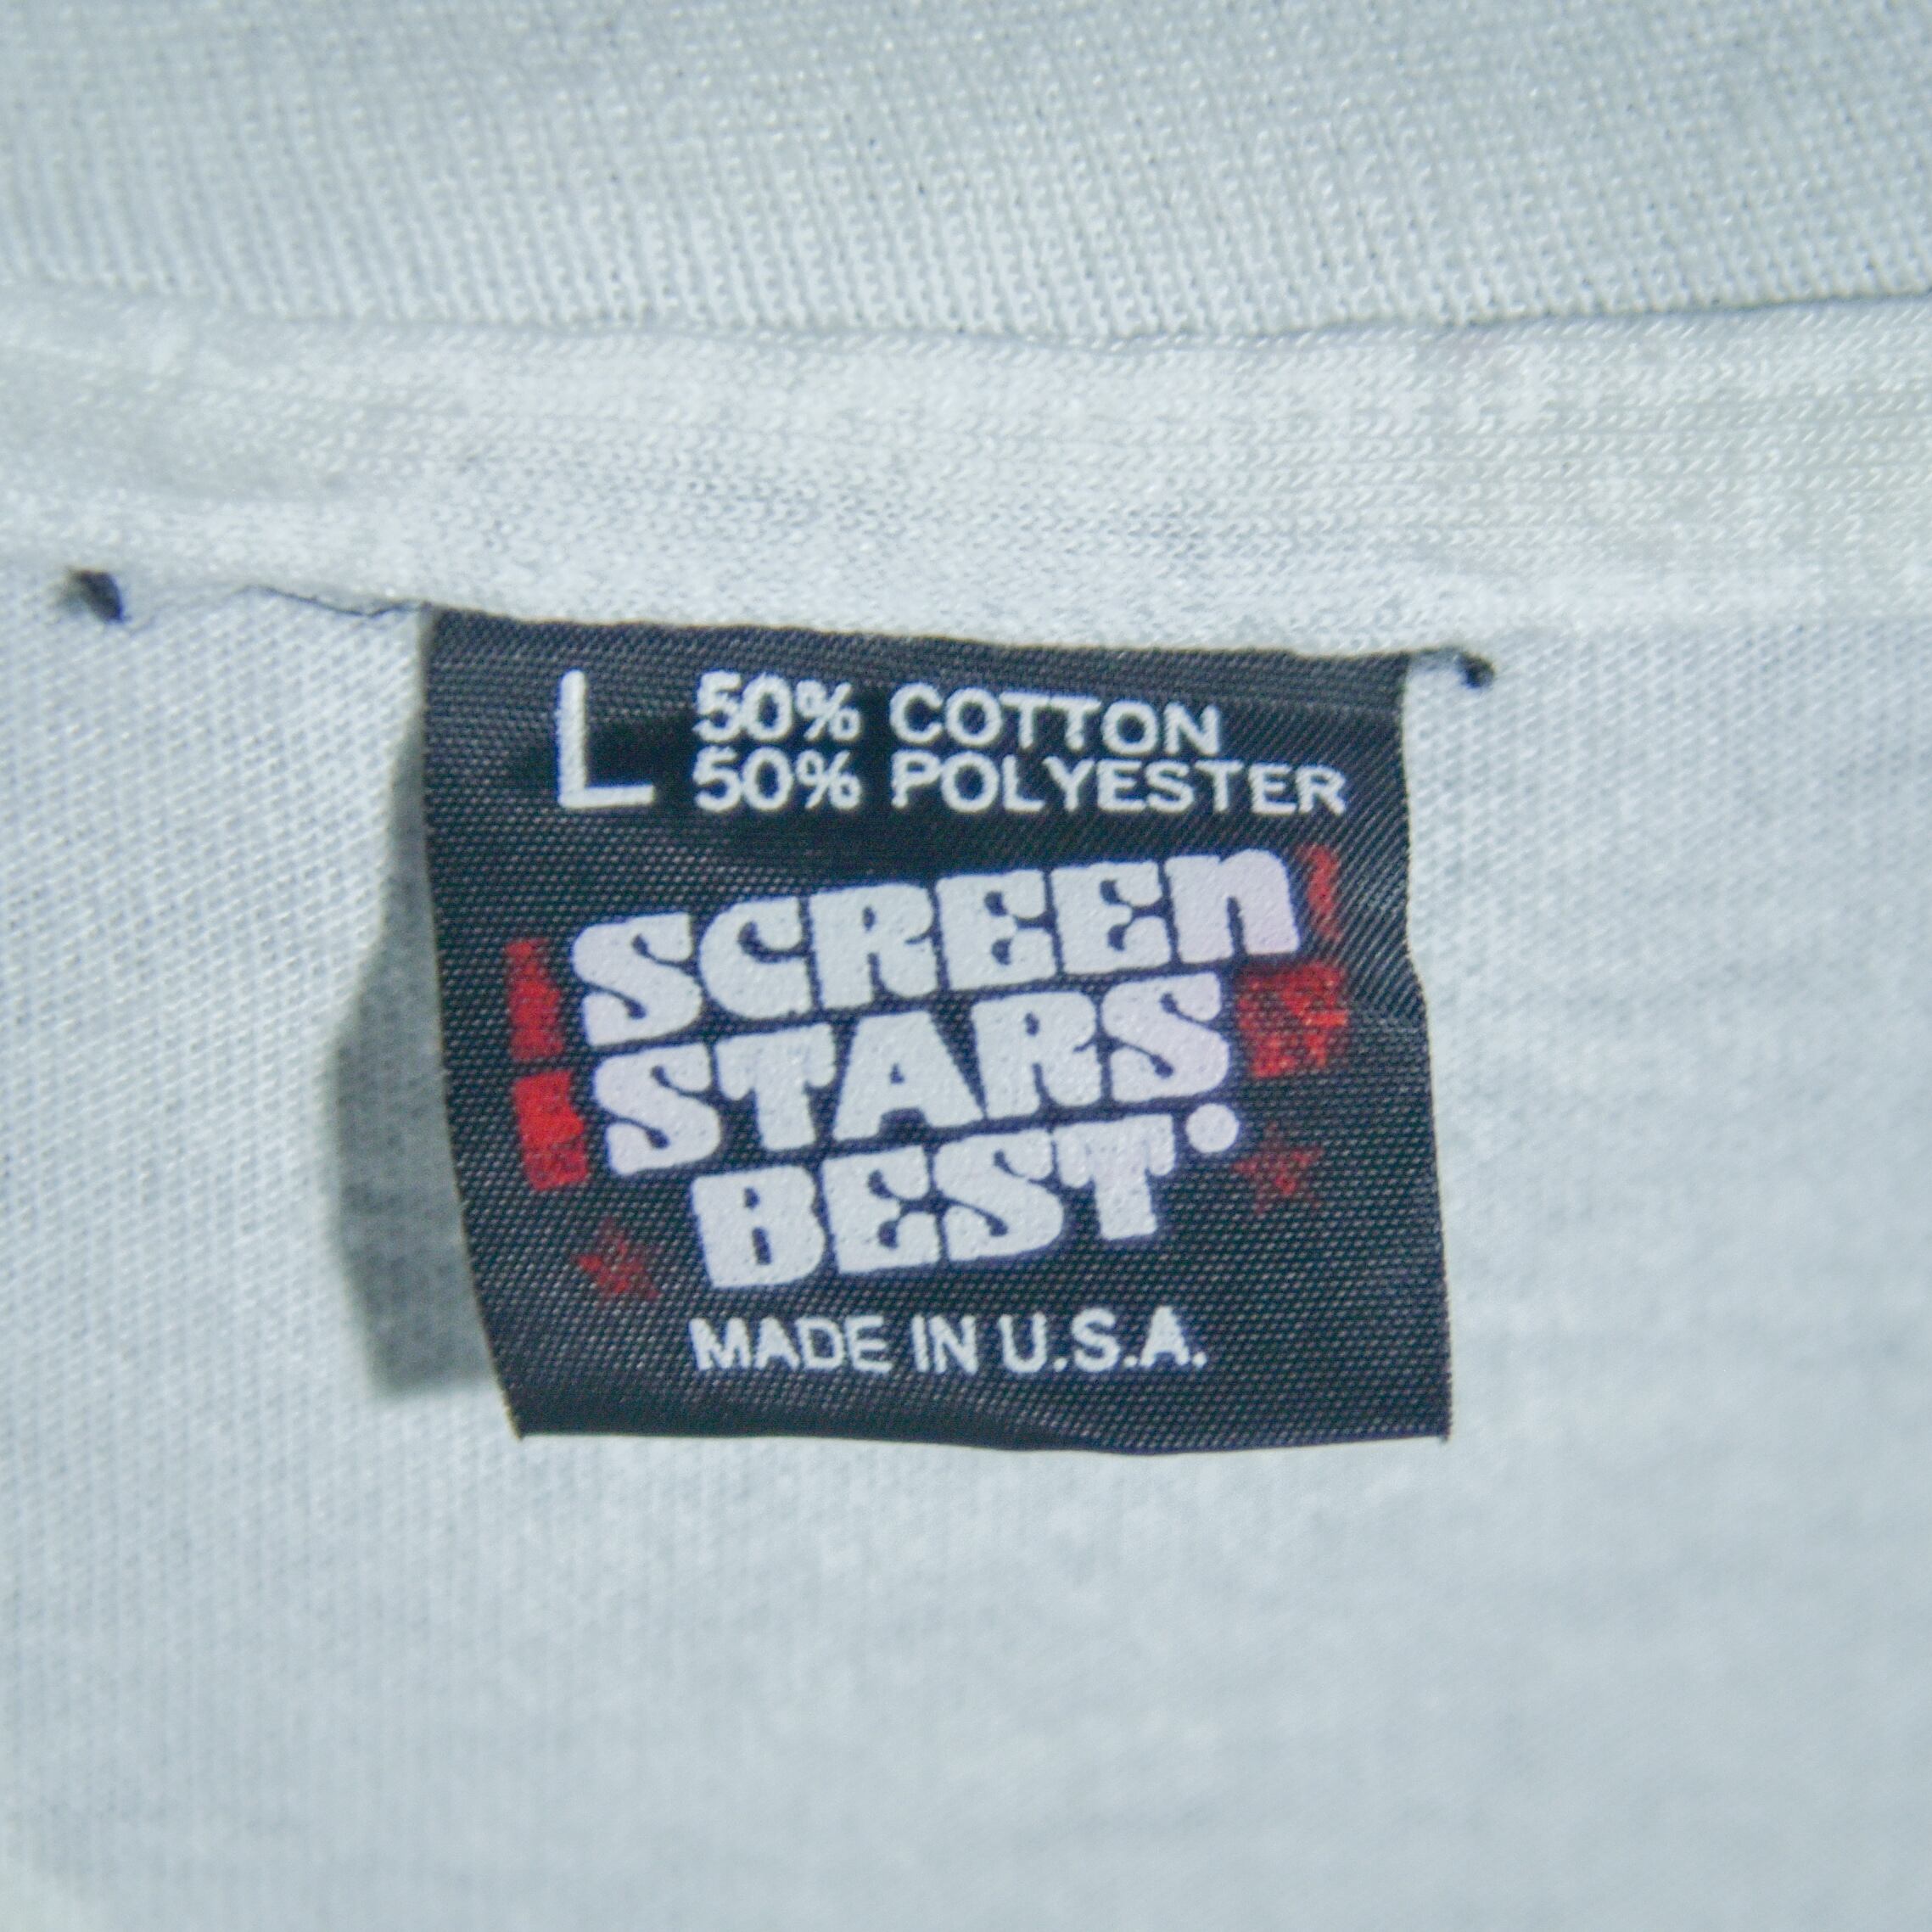 L 50% COTTON
50% POLYESTER
SCREEn
STARS
BEST
MADE IN U.S.A.